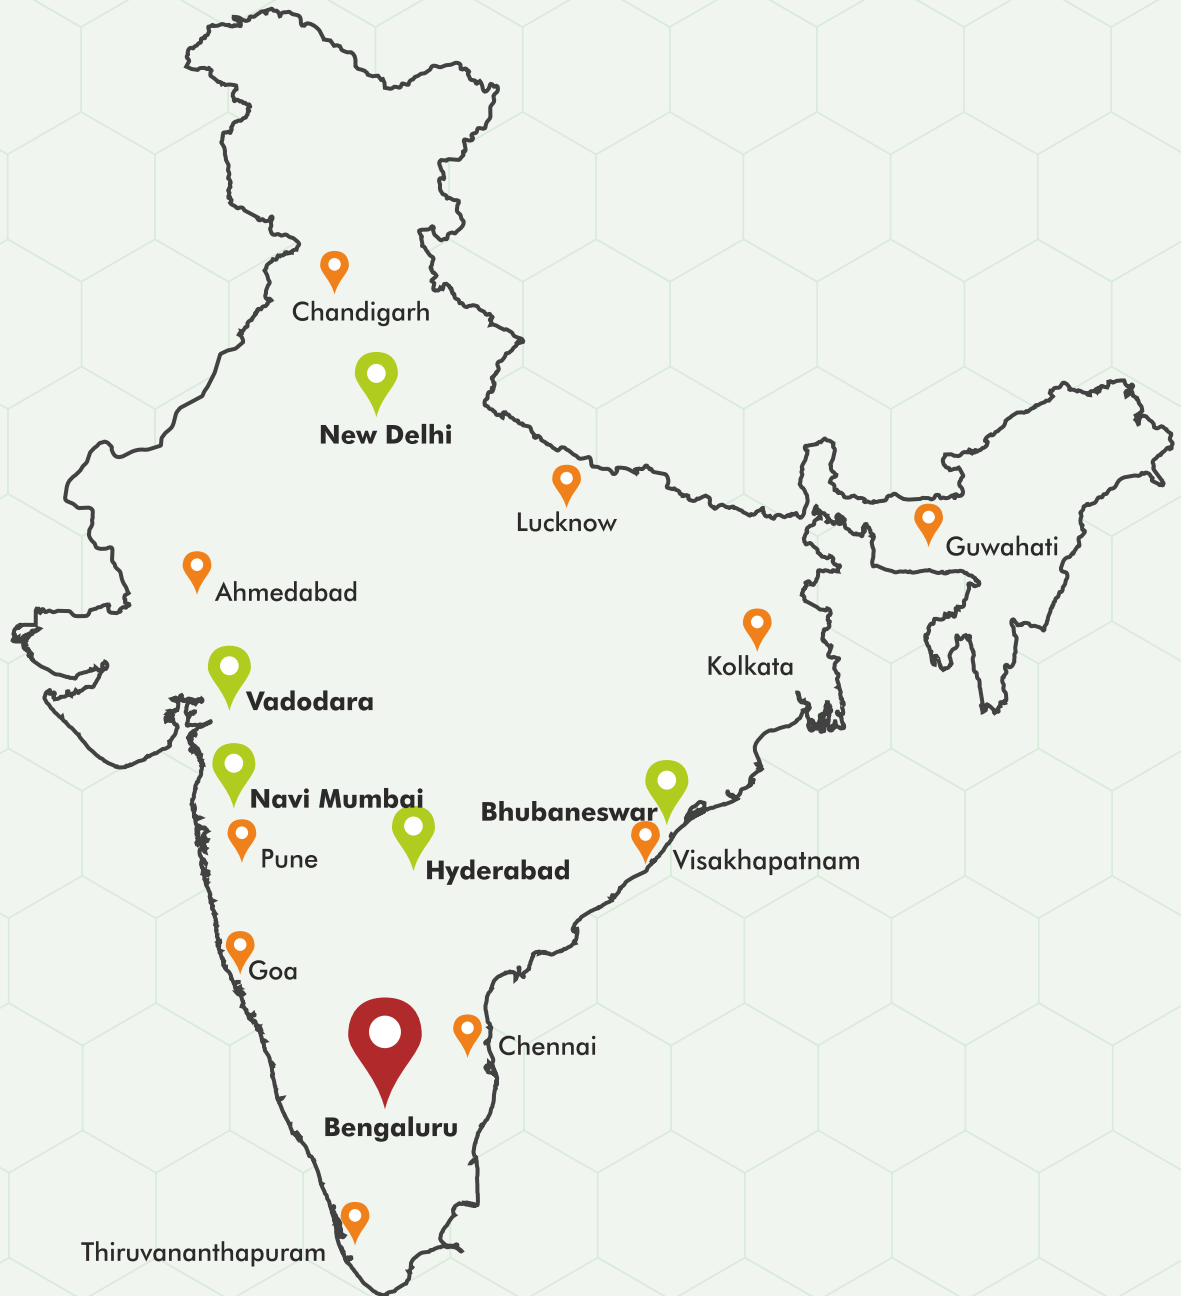 Chandigarh
New Delhi
Lucknow
Guwahati
Ahmedabad
Kolkata
Vadodara
Navi Mumbai
Bhubaneswar
Pune
Visakhapatnam
Hyderabad
Goa
Chennai
Bengaluru
Thiruvananthapuram